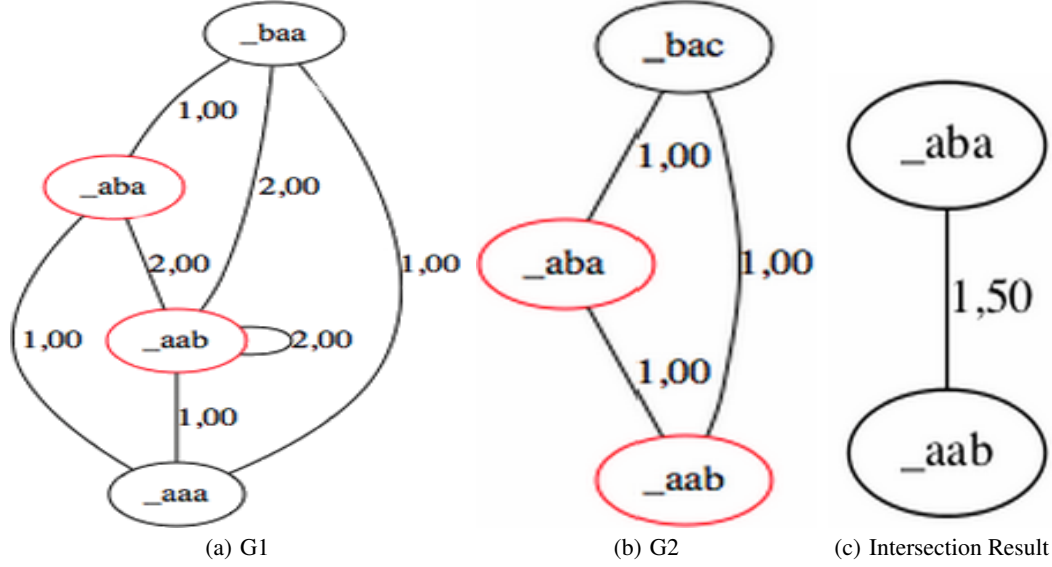 _baa
1,00
_aba
2,00
2,00
1,00
1,00
_aab
2,00
1,00
_aaa
(a) G1
_bac
1,00
_aba
1,00
1,00
_aab
(b) G2
_aba
1,50
_aab
(c) Intersection Result